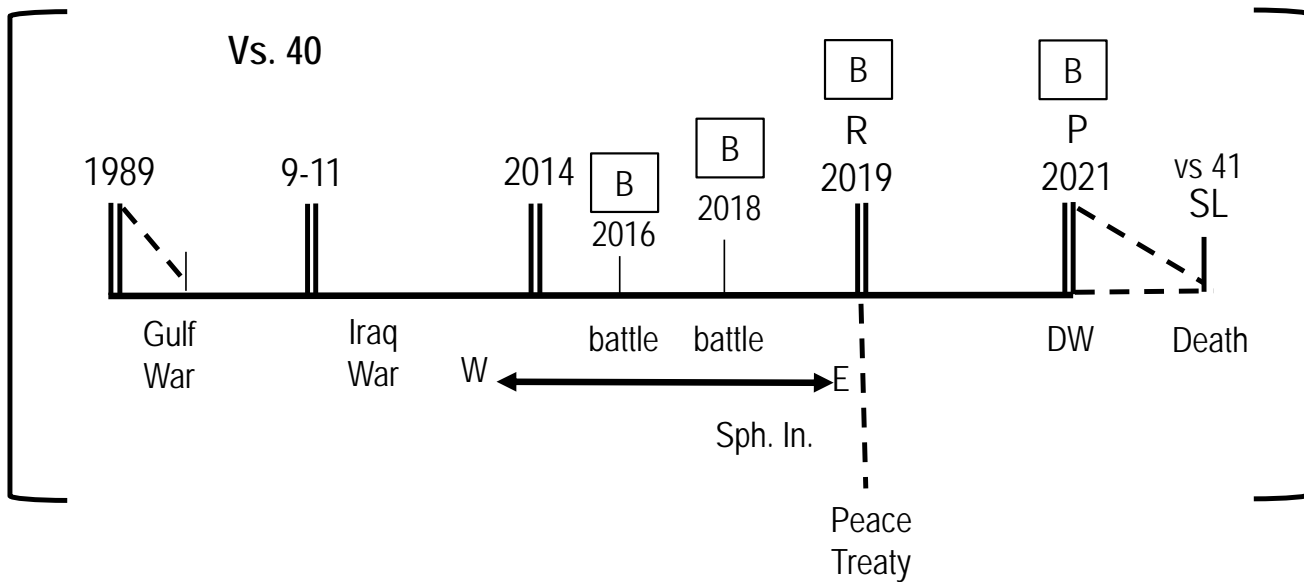 Vs. 40
B
B
R
P
1989
9-11
2014
B
2016
B
2018
2019
2021
vs 41
SL
Gulf
War
Iraq
War
battle
battle
DW
Death
W
E
Sph. In.
Peace
Treaty